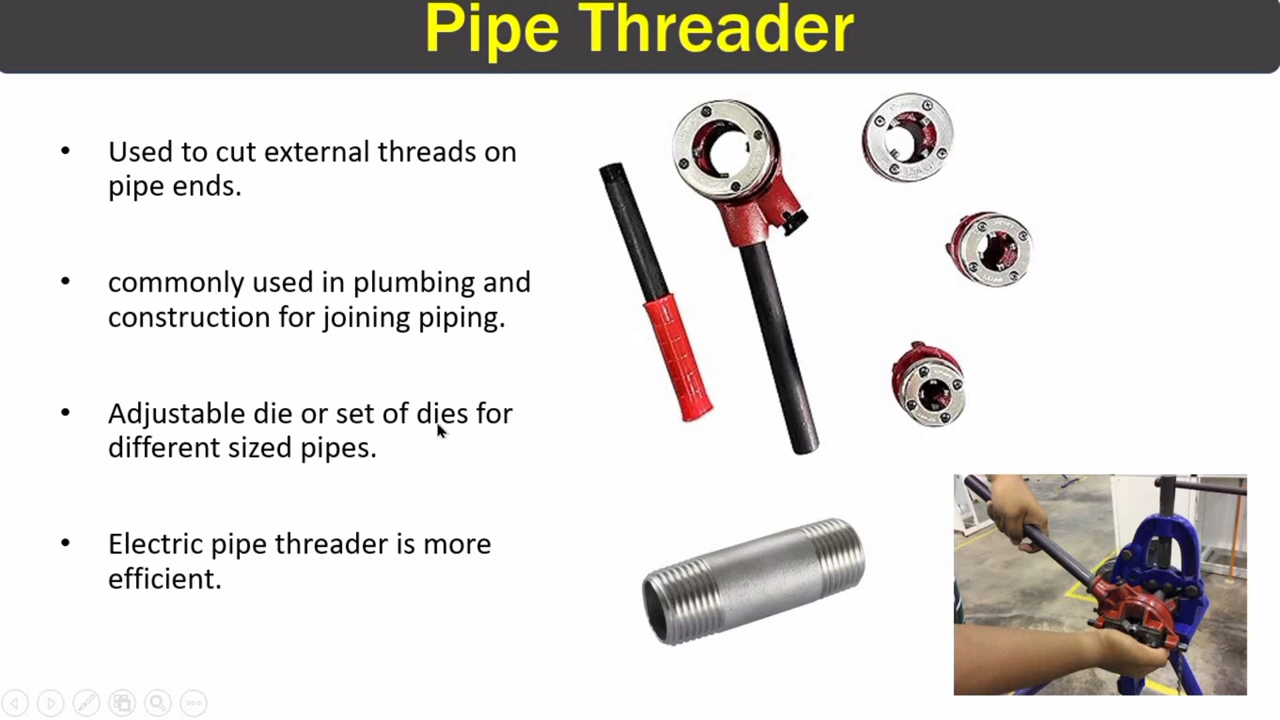 Pipe Threader
Used to cut external threads on
pipe ends.
commonly used in plumbing and
construction for joining piping.
Adjustable die or set of dies for
different sized pipes.
Electric pipe threader is more
efficient.